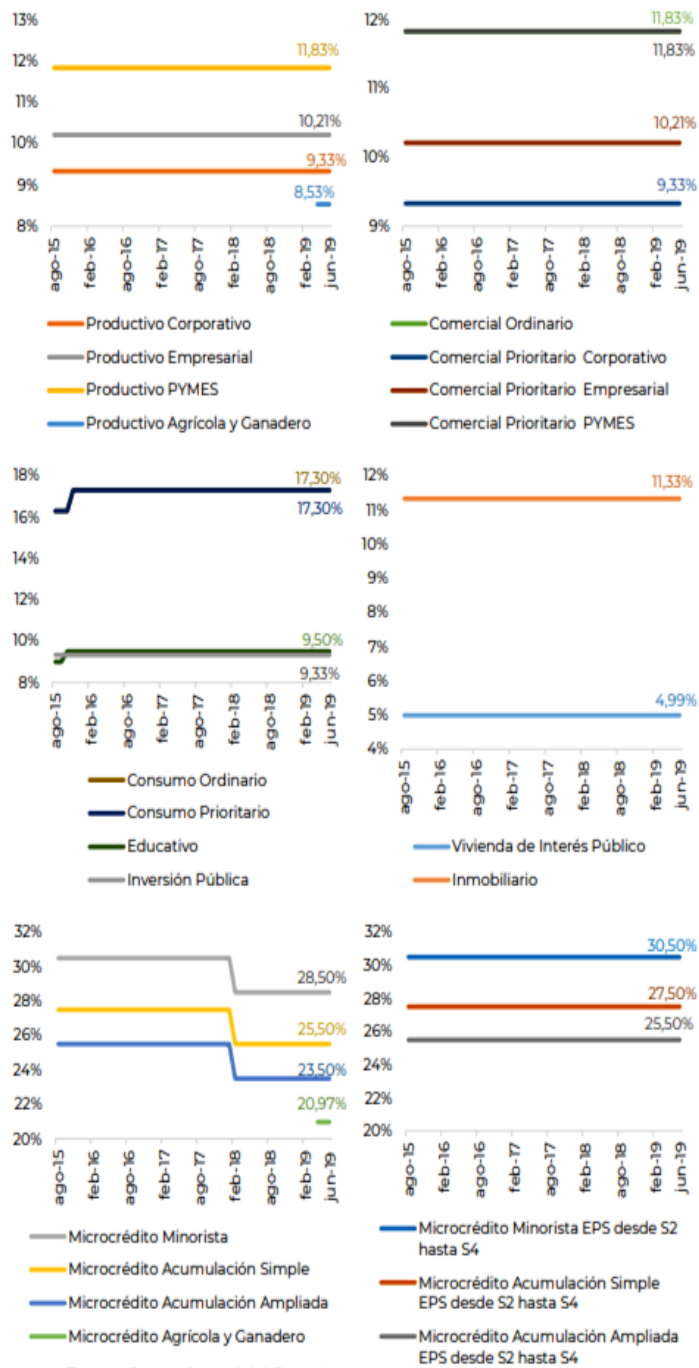 13%
12%
11%
10%
9%
8%
11,83%
10,21%
9,33%
8,53%
ago-15
feb-16
ago-16
feb-17
ago-17
feb-18
ago-18
feb-19
jun-19
Productivo Corporativo
Productivo Empresarial
Productivo PYMES
Productivo Agrícola y Ganadero
12%
11%
10%
9%
11,83%
11,83%
10,21%
9,33%
ago-15
feb-16
ago-16
feb-17
ago-17
feb-18
ago-18
feb-19
jun-19
Comercial Ordinario
Comercial Prioritario Corporativo
Comercial Prioritario Empresarial
Comercial Prioritario PYMES
18%
16%
14%
12%
10%
8%
17,30%
17,30%
9,50%
9,33%
ago-15
feb-16
ago-16
feb-17
ago-17
feb-18
ago-18
feb-19
jun-19
Consumo Ordinario
Consumo Prioritario
Educativo
Inversión Pública
12%
11%
10%
9%
8%
7%
6%
5%
4%
11,33%
4,99%
ago-15
feb-16
ago-16
feb-17
ago-17
feb-18
ago-18
feb-19
jun-19
Vivienda de Interés Público
Inmobiliario
32%
30%
28%
26%
24%
22%
20%
28,50%
25,50%
23,50%
20,97%
ago-15
feb-16
ago-16
feb-17
ago-17
feb-18
ago-18
feb-19
jun-19
Microcrédito Minorista
Microcrédito Acumulación Simple
Microcrédito Acumulación Ampliada
Microcrédito Agrícola y Ganadero
32%
30%
28%
26%
24%
22%
20%
30,50%
27,50%
25,50%
ago-15
feb-16
ago-16
feb-17
ago-17
feb-18
ago-18
feb-19
jun-19
Microcrédito Minorista EPS desde S2
hasta S4
Microcrédito Acumulación Simple
EPS desde S2 hasta S4
Microcrédito Acumulación Ampliada
EPS desde S2 hasta S4